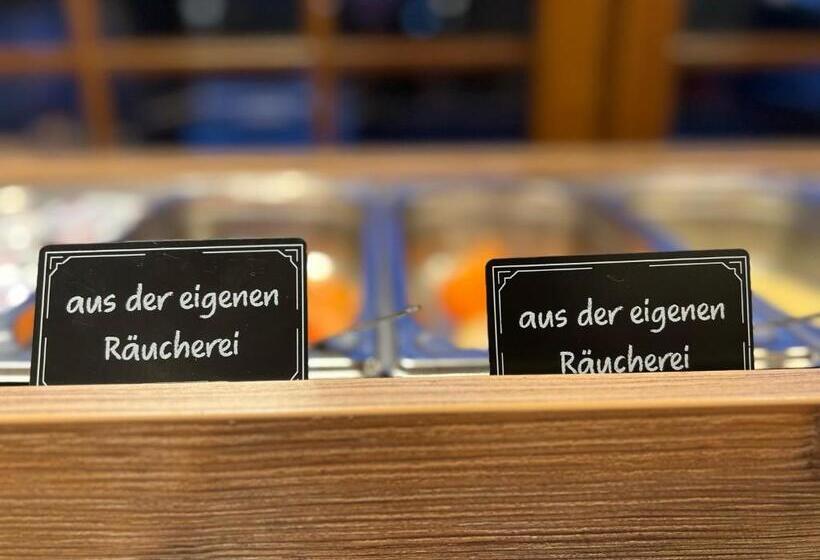 aus der eigenen
Räucherei
aus der eigenen
Räucherei